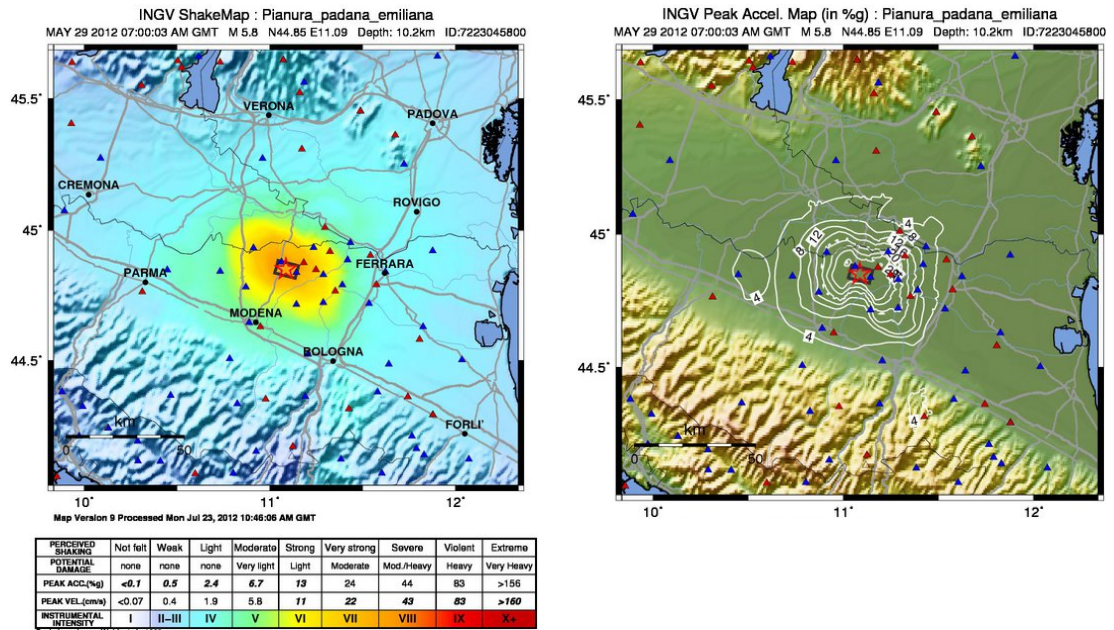 INGV ShakeMap : Pianura_padana_emiliana
MAY 29 2012 07:00:03 AM GMT M 5.8 N44.85 E11.09 Depth: 10.2km ID:7223045800
45.5˚
VERONA
PADOVA
CREMONA
ROVIGO
45˚
PARMA
FERRARA
MODENA
BOLOGNA
44.5˚
FORLI'
km
0
50
10˚ 11˚ 12˚
Map Version 9 Processed Mon Jul 23, 2012 10:46:06 AM GMT
PERCEIVED SHAKING Not felt Weak Light Moderate Strong Very strong Severe Violent Extreme
POTENTIAL DAMAGE none none none Very light Light Moderate Mod./Heavy Heavy Very Heavy
PEAK ACC.(%g) <0.1 0.5 2.4 6.7 13 24 44 83 >156
PEAK VEL.(cm/s) <0.07 0.4 1.9 5.8 11 22 43 83 >160
INSTRUMENTAL INTENSITY I II-III IV V VI VII VIII IX X+
INGV Peak Accel. Map (in %g) : Pianura_padana_emiliana
MAY 29 2012 07:00:03 AM GMT M 5.8 N44.85 E11.09 Depth: 10.2km ID:7223045800
45.5˚
45˚
4
8
12
8
12
4
4
44.5˚
4
km
0
50
10˚ 11˚ 12˚